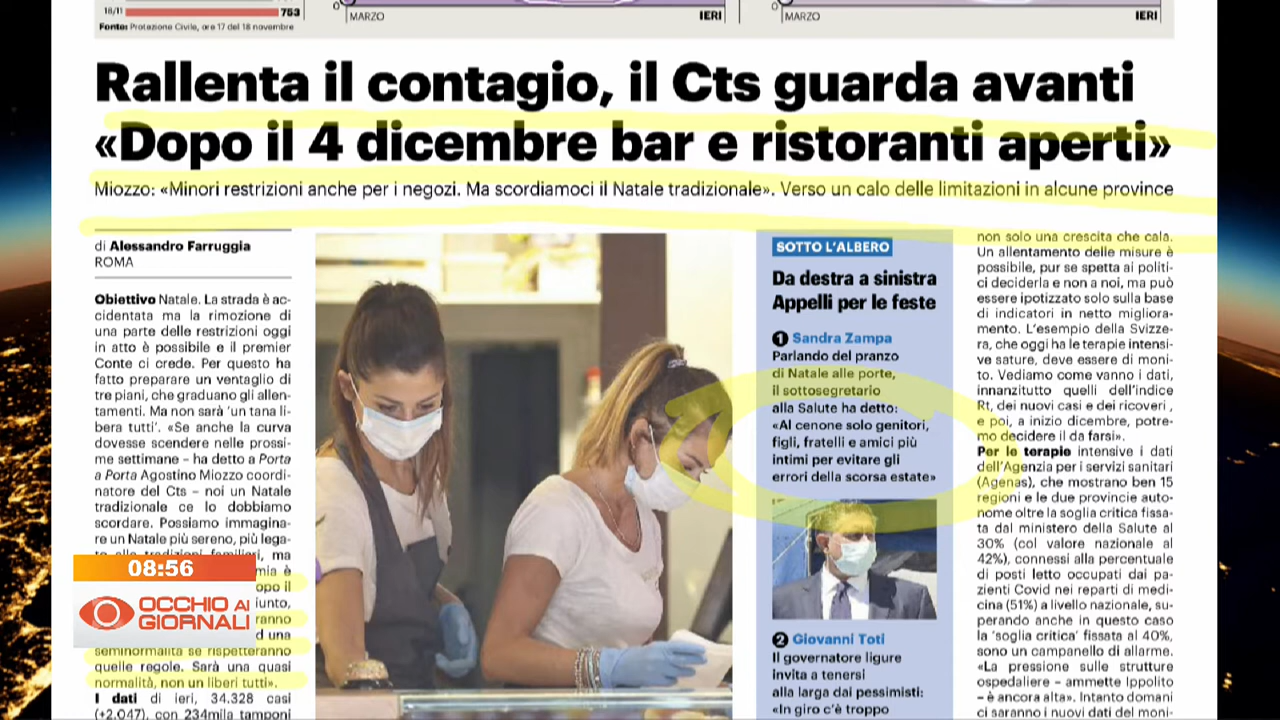 18/11 753
Fonte: Protezione Civile, ore 17 del 18 novembre
0 MARZO IERI
0 MARZO IERI
Rallenta il contagio, il Cts guarda avanti
«Dopo il 4 dicembre bar e ristoranti aperti»
Miozzo: «Minori restrizioni anche per i negozi. Ma scordiamoci il Natale tradizionale». Verso un calo delle limitazioni in alcune province
di Alessandro Farruggia
ROMA
Obiettivo Natale. La strada è ac-
cidentata ma la rimozione di
una parte delle restrizioni oggi
in atto è possibile e il premier
Conte ci crede. Per questo ha
fatto preparare un ventaglio di
tre piani, che graduano gli allen-
tamenti. Ma non sarà 'un tana li-
bera tutti'. «Se anche la curva
dovesse scendere nelle prossi-
me settimane – ha detto a Porta
a Porta Agostino Miozzo coordi-
natore del Cts – noi un Natale
tradizionale ce lo dobbiamo
scordare. Possiamo immagina-
re un Natale più sereno, più lega-
to alle tradizioni familiari, ma
mia è
opo il
iunto,
ranno
d una
seminormalità se rispetteranno
quelle regole. Sarà una quasi
normalità, non un liberi tutti».
I dati di ieri, 34.328 casi
(+2.047), con 234mila tamponi
08:56
OCCHIO AI
GIORNALI
SOTTO L'ALBERO
Da destra a sinistra
Appelli per le feste
1 Sandra Zampa
Parlando del pranzo
di Natale alle porte,
il sottosegretario
alla Salute ha detto:
«Al cenone solo genitori,
figli, fratelli e amici più
intimi per evitare gli
errori della scorsa estate»
2 Giovanni Toti
Il governatore ligure
invita a tenersi
alla larga dai pessimisti:
«In giro c'è troppo
non solo una crescita che cala.
Un allentamento delle misure è
possibile, pur se spetta ai politi-
ci deciderla e non a noi, ma può
essere ipotizzato solo sulla base
di indicatori in netto migliora-
mento. L'esempio della Svizze-
ra, che oggi ha le terapie intensi-
ve sature, deve essere di moni-
to. Vediamo come vanno i dati,
innanzitutto quelli dell'indice
Rt, dei nuovi casi e dei ricoveri ,
e poi, a inizio dicembre, potre-
mo decidere il da farsi».
Per le terapie intensive i dati
dell'Agenzia per i servizi sanitari
(Agenas), che mostrano ben 15
regioni e le due provincie auto-
nome oltre la soglia critica fissa-
ta dal ministero della Salute al
30% (col valore nazionale al
42%), connessi alla percentuale
di posti letto occupati dai pa-
zienti Covid nei reparti di medi-
cina (51%) a livello nazionale, su-
perando anche in questo caso
la 'soglia critica' fissata al 40%,
sono un campanello di allarme.
«La pressione sulle strutture
ospedaliere – ammette Ippolito
– è ancora alta». Intanto domani
ci saranno i nuovi dati del moni-